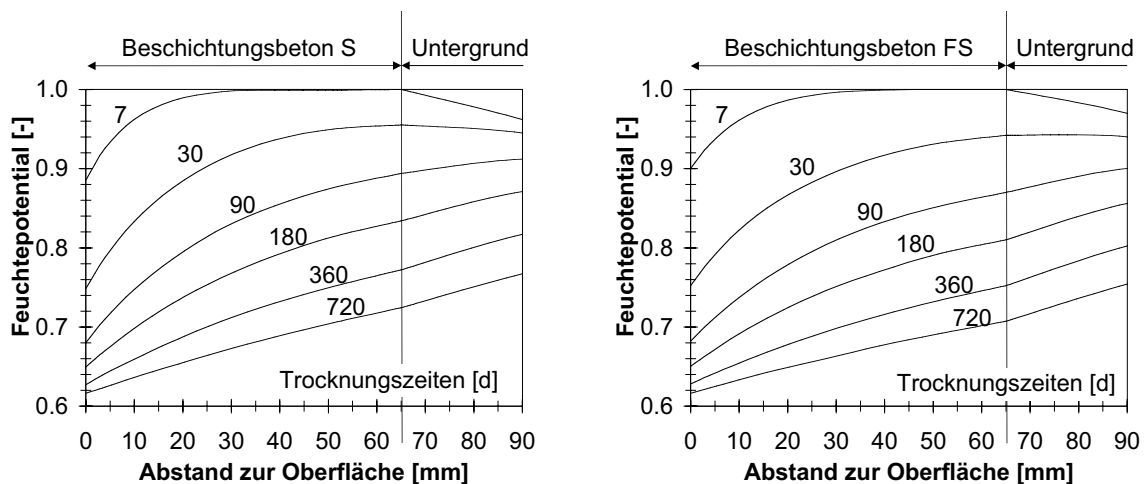 Beschichtungsbeton S
Untergrund
Feuchtepotential [-]
1.0
0.9
0.8
0.7
0.6
7
30
90
180
360
720
Trocknungszeiten [d]
0 10 20 30 40 50 60 70 80 90
Abstand zur Oberfläche [mm]
Beschichtungsbeton FS
Untergrund
Feuchtepotential [-]
1.0
0.9
0.8
0.7
0.6
7
30
90
180
360
720
Trocknungszeiten [d]
0 10 20 30 40 50 60 70 80 90
Abstand zur Oberfläche [mm]